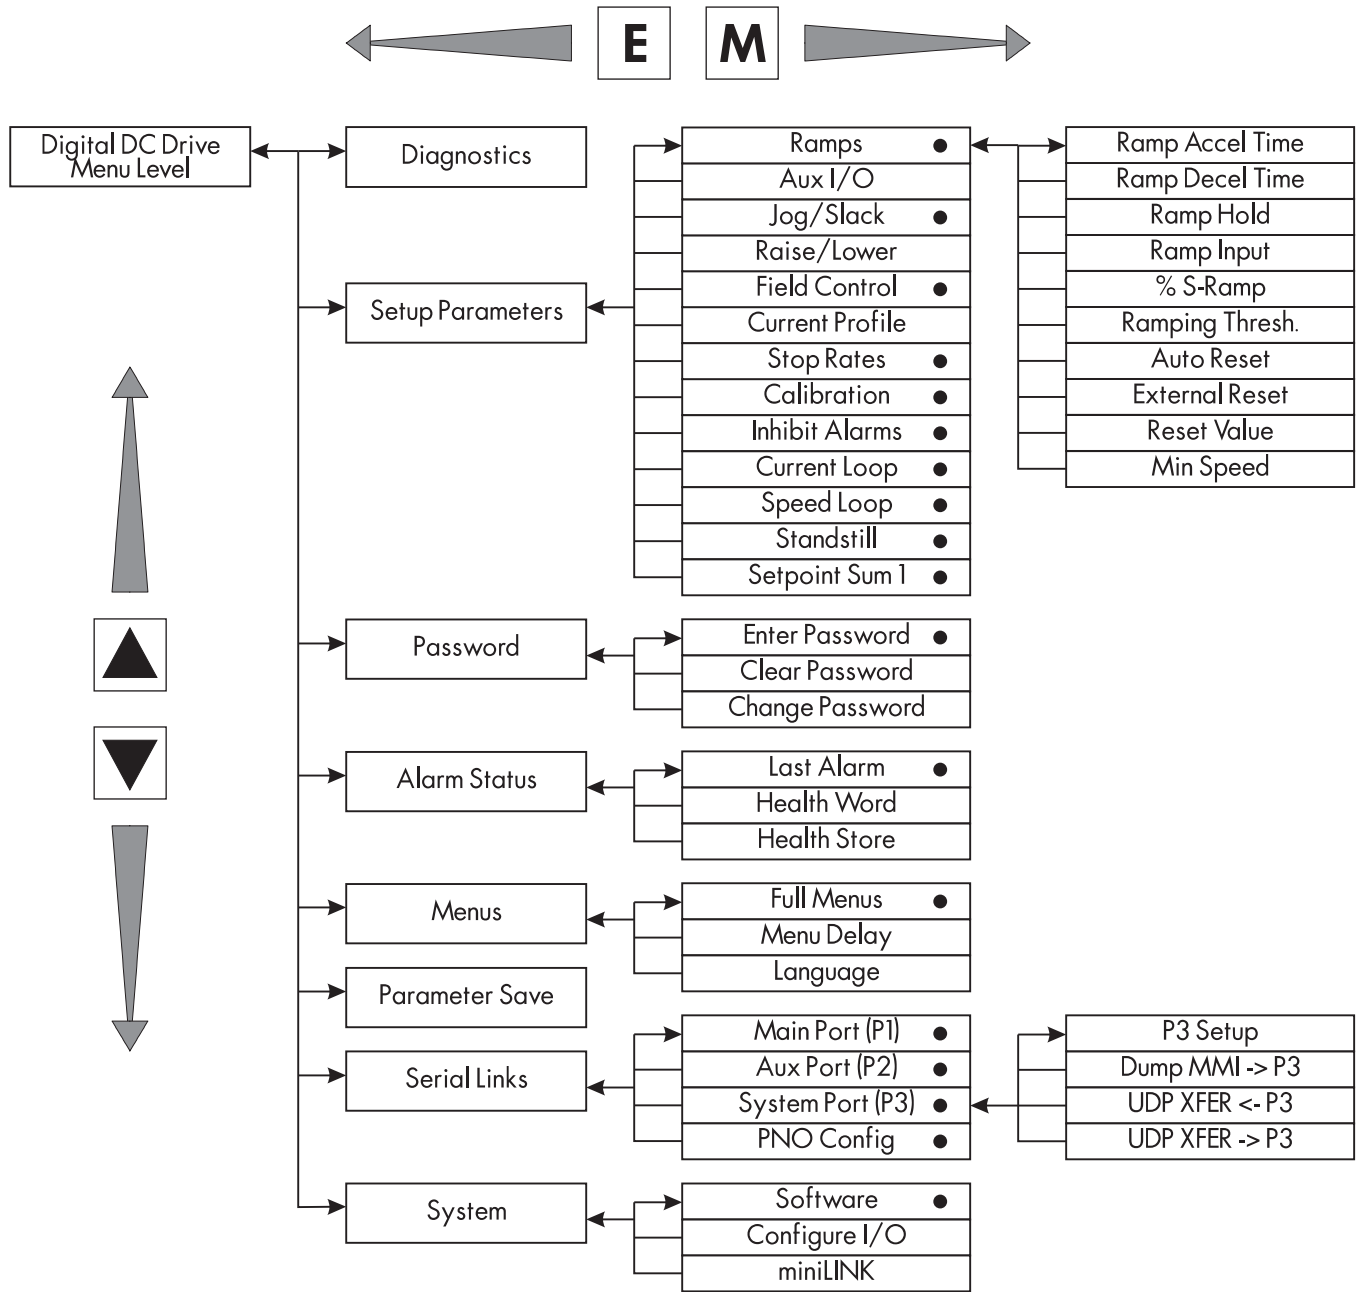 E M
Digital DC Drive
Menu Level
Diagnostics
Setup Parameters
Ramps
Aux I/O
Jog/Slack
Raise/Lower
Field Control
Current Profile
Stop Rates
Calibration
Inhibit Alarms
Current Loop
Speed Loop
Standstill
Setpoint Sum 1
Ramp Accel Time
Ramp Decel Time
Ramp Hold
Ramp Input
% S-Ramp
Ramping Thresh.
Auto Reset
External Reset
Reset Value
Min Speed
Password
Enter Password
Clear Password
Change Password
Alarm Status
Last Alarm
Health Word
Health Store
Menus
Full Menus
Menu Delay
Language
Parameter Save
Serial Links
Main Port (P1)
Aux Port (P2)
System Port (P3)
PNO Config
P3 Setup
Dump MMI -> P3
UDP XFER <- P3
UDP XFER -> P3
System
Software
Configure I/O
miniLINK